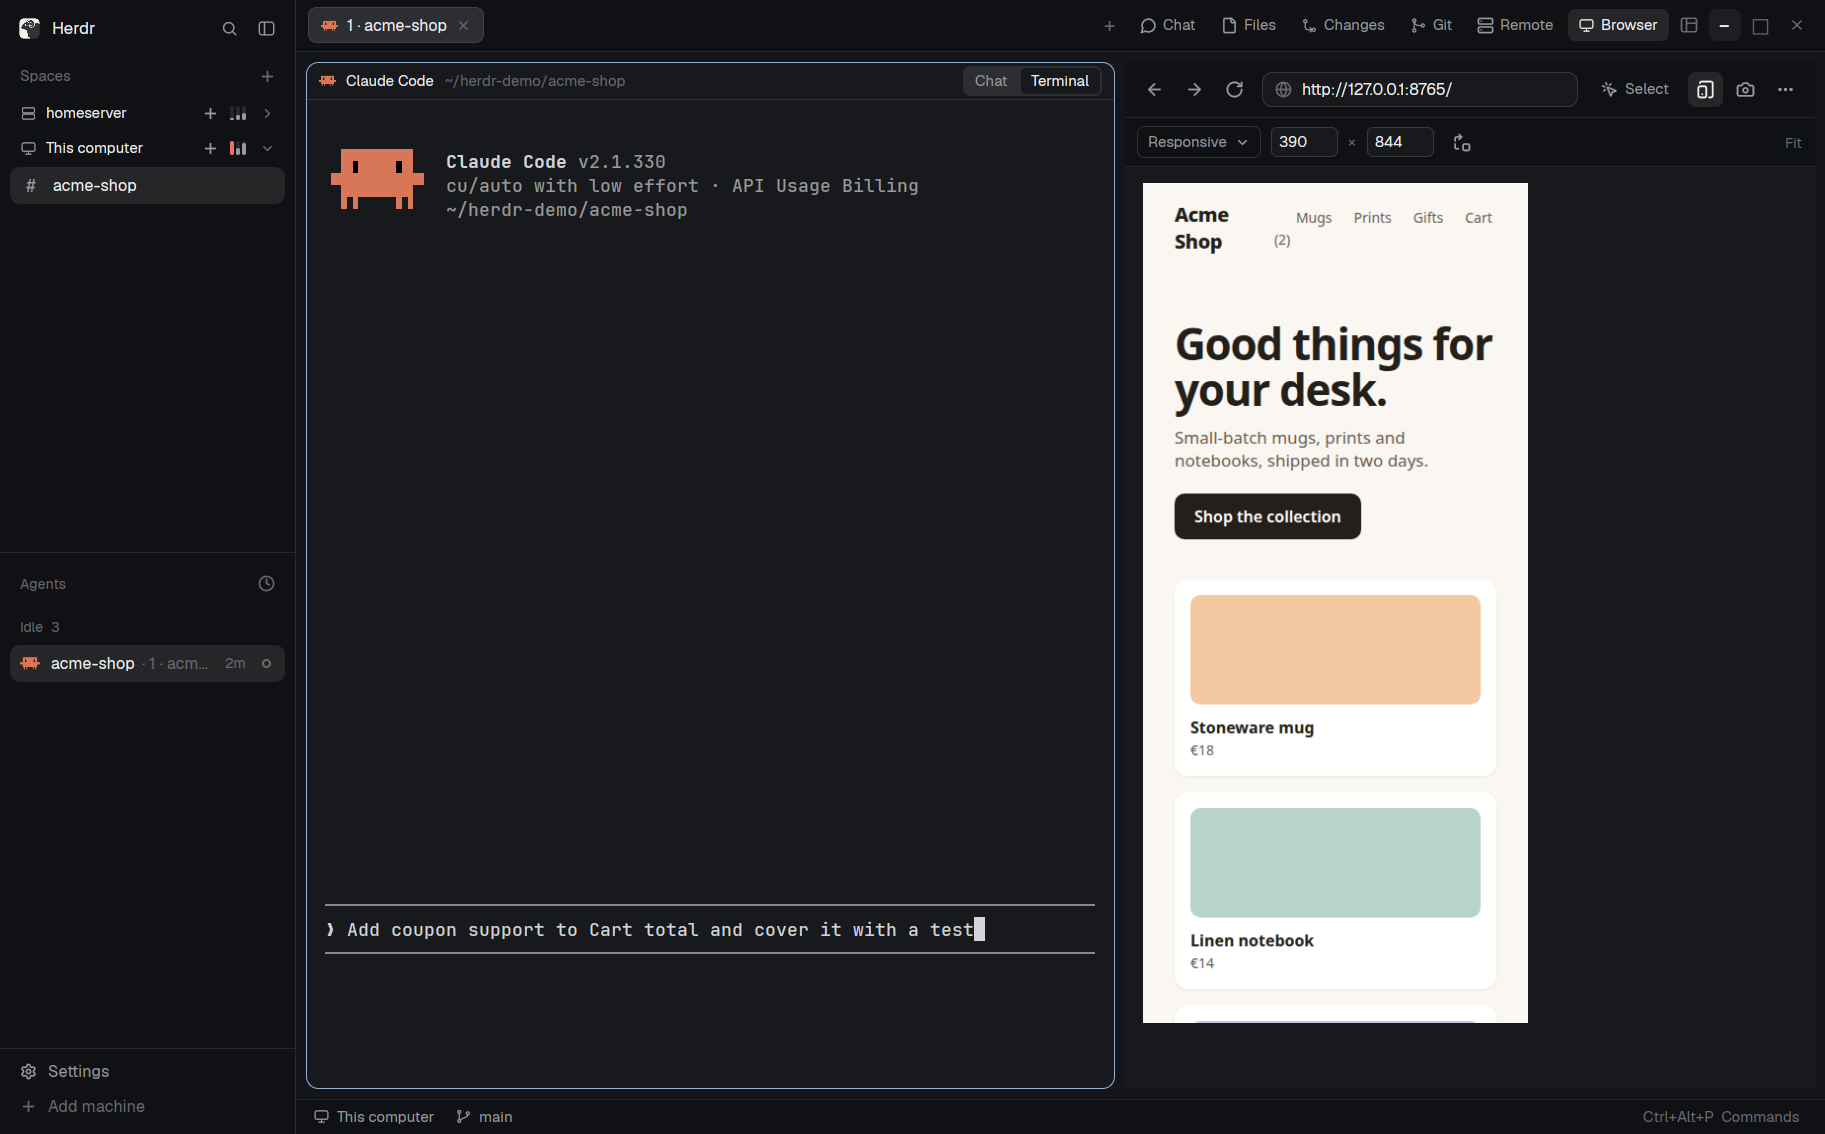 Herdr
Spaces
homeserver
This computer
# acme-shop
Agents
Idle 3
acme-shop · 1 · acm... 2m
Settings
Add machine
1 · acme-shop
Chat Files Changes Git Remote Browser
Claude Code ~/herdr-demo/acme-shop Chat Terminal
Claude Code v2.1.330
cu/auto with low effort · API Usage Billing
~/herdr-demo/acme-shop
❯ Add coupon support to Cart total and cover it with a test
http://127.0.0.1:8765/ Select
Responsive 390 × 844 Fit
Acme
Shop
Mugs Prints Gifts Cart
(2)
Good things for
your desk.
Small-batch mugs, prints and
notebooks, shipped in two days.
Shop the collection
Stoneware mug
€18
Linen notebook
€14
This computer main Ctrl+Alt+P Commands